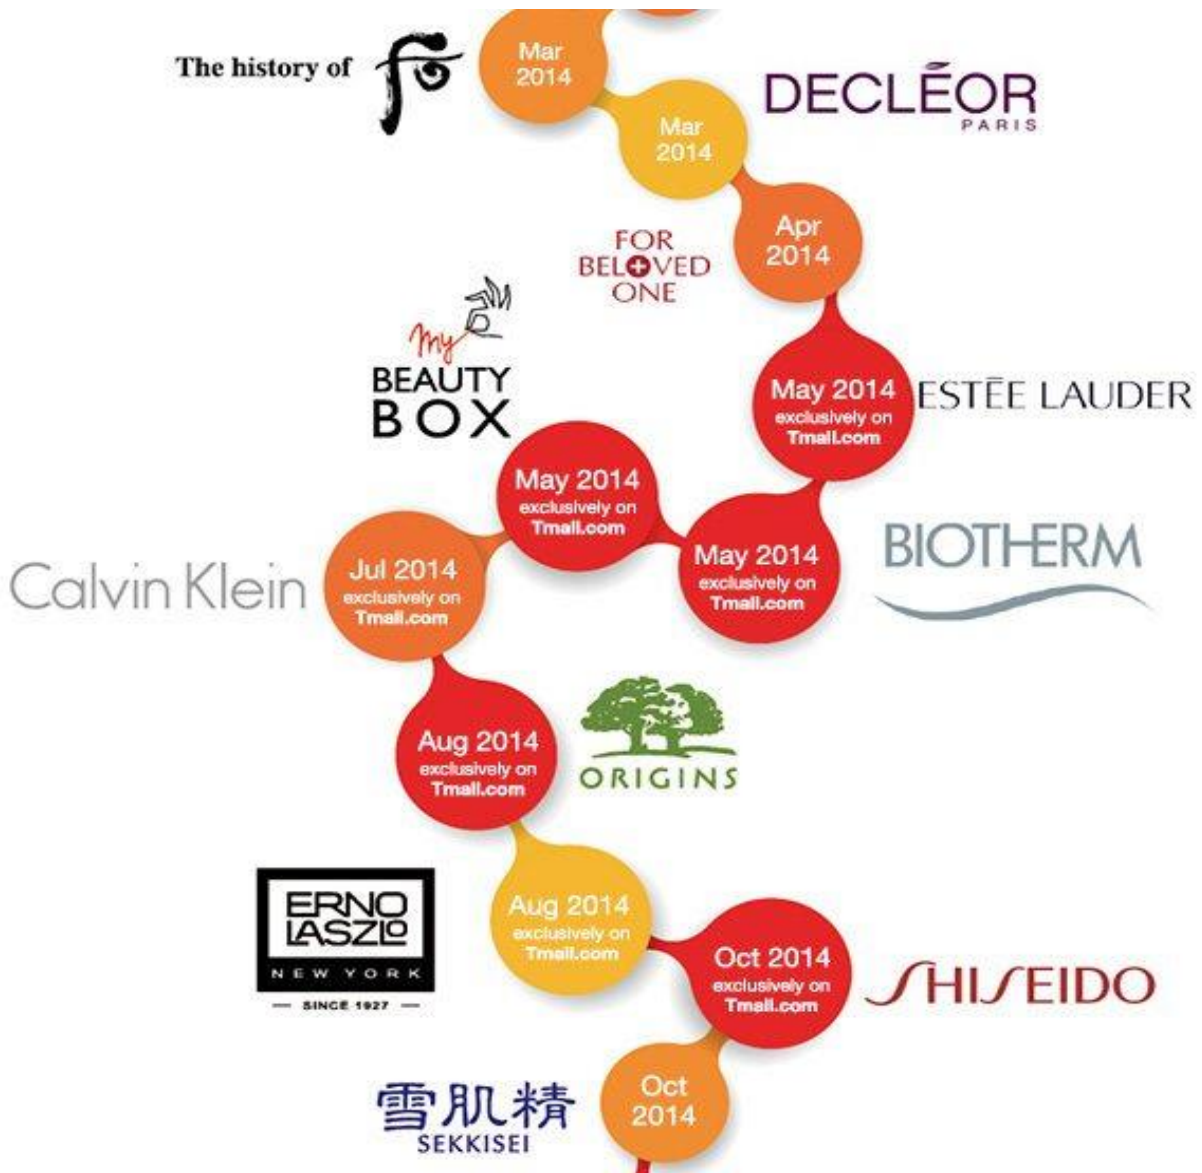 The history of
Mar
2014
Mar
2014
DECLÉOR
PARIS
Apr
2014
FOR
BELOVED
ONE
my
BEAUTY
BOX
May 2014
exclusively on
Tmall.com
ESTĒE LAUDER
May 2014
exclusively on
Tmall.com
May 2014
exclusively on
Tmall.com
BIOTHERM
Calvin Klein
Jul 2014
exclusively on
Tmall.com
Aug 2014
exclusively on
Tmall.com
ORIGINS
ERNO
LASZLO
NEW YORK
SINCE 1927
Aug 2014
exclusively on
Tmall.com
Oct 2014
exclusively on
Tmall.com
SHISEIDO
雪肌精
SEKKISEI
Oct
2014